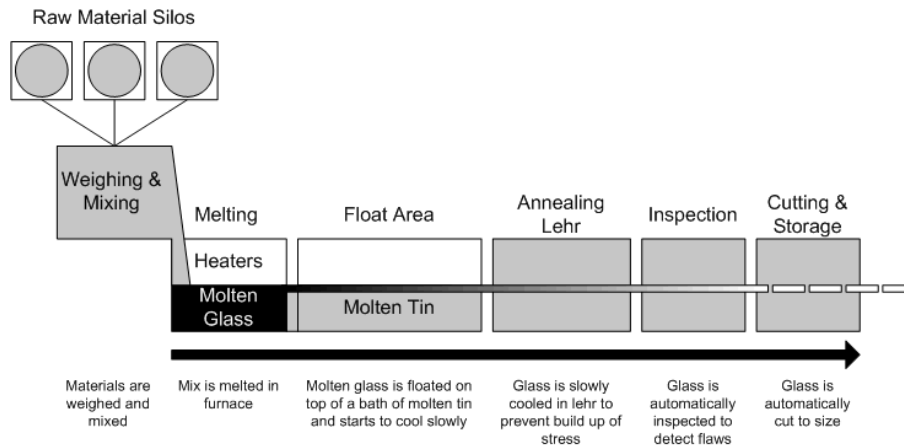 Raw Material Silos
Weighing &
Mixing
Melting
Float Area
Annealing
Lehr
Inspection
Cutting &
Storage
Heaters
Molten
Glass
Molten Tin
Materials are
weighed and
mixed
Mix is melted in
furnace
Molten glass is floated on
top of a bath of molten tin
and starts to cool slowly
Glass is slowly
cooled in lehr to
prevent build up of
stress
Glass is
automatically
inspected to
detect flaws
Glass is
automatically
cut to size